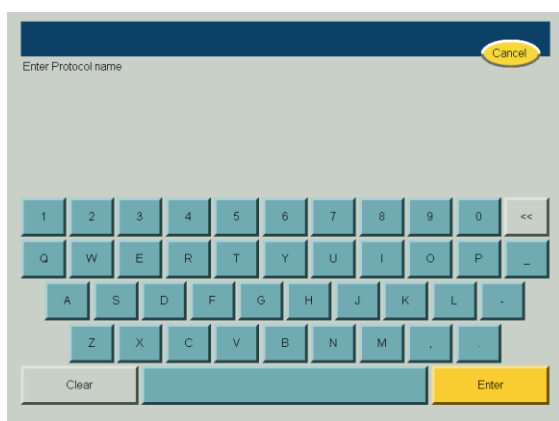 Cancel
Enter Protocol name
1 2 3 4 5 6 7 8 9 0 <<
Q W E R T Y U I O P _
A S D F G H J K L -
Z X C V B N M , .
Clear Enter